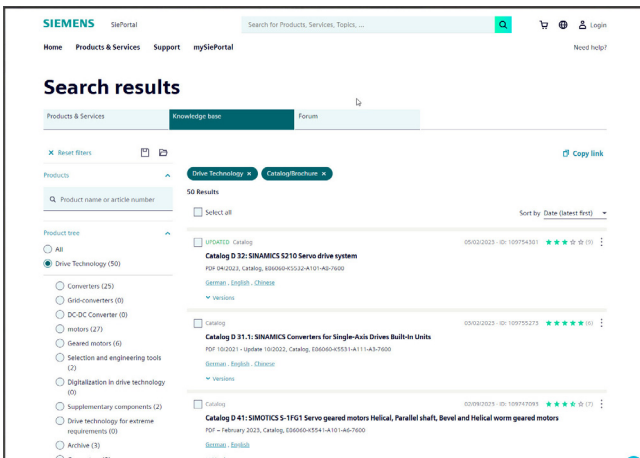 SIEMENS SiePortal
Search for Products, Services, Topics, ...
Login
Home Products & Services Support mySiePortal Need help?
Search results
Products & Services Knowledge base Forum
Reset filters
Copy link
Products
Drive Technology × Catalog/Brochure ×
50 Results
Product name or article number
Select all
Sort by Date (latest first)
Product tree
All
Drive Technology (50)
Converters (25)
Grid-converters (0)
DC-DC Converter (0)
motors (27)
Geared motors (6)
Selection and engineering tools
(2)
Digitalization in drive technology
(0)
Supplementary components (2)
Drive technology for extreme
requirements (0)
Archive (3)
UPDATED Catalog 05/02/2023 - ID: 109754381 (9)
Catalog D 32: SINAMICS S210 Servo drive system
PDF 04/2023, Catalog, E86060-K5532-A101-A8-7600
German , English , Chinese
Versions
Catalog 03/02/2023 - ID: 109755273 (6)
Catalog D 31.1: SINAMICS Converters for Single-Axis Drives Built-In Units
PDF 10/2021 - Update 10/2022, Catalog, E86060-K5531-A111-A3-7600
German , English , Chinese
Versions
Catalog 02/09/2023 - ID: 109747093 (7)
Catalog D 41: SIMOTICS S-1FG1 Servo geared motors Helical, Parallel shaft, Bevel and Helical worm geared motors
PDF – February 2023, Catalog, E86060-K5541-A101-A6-7600
German , English